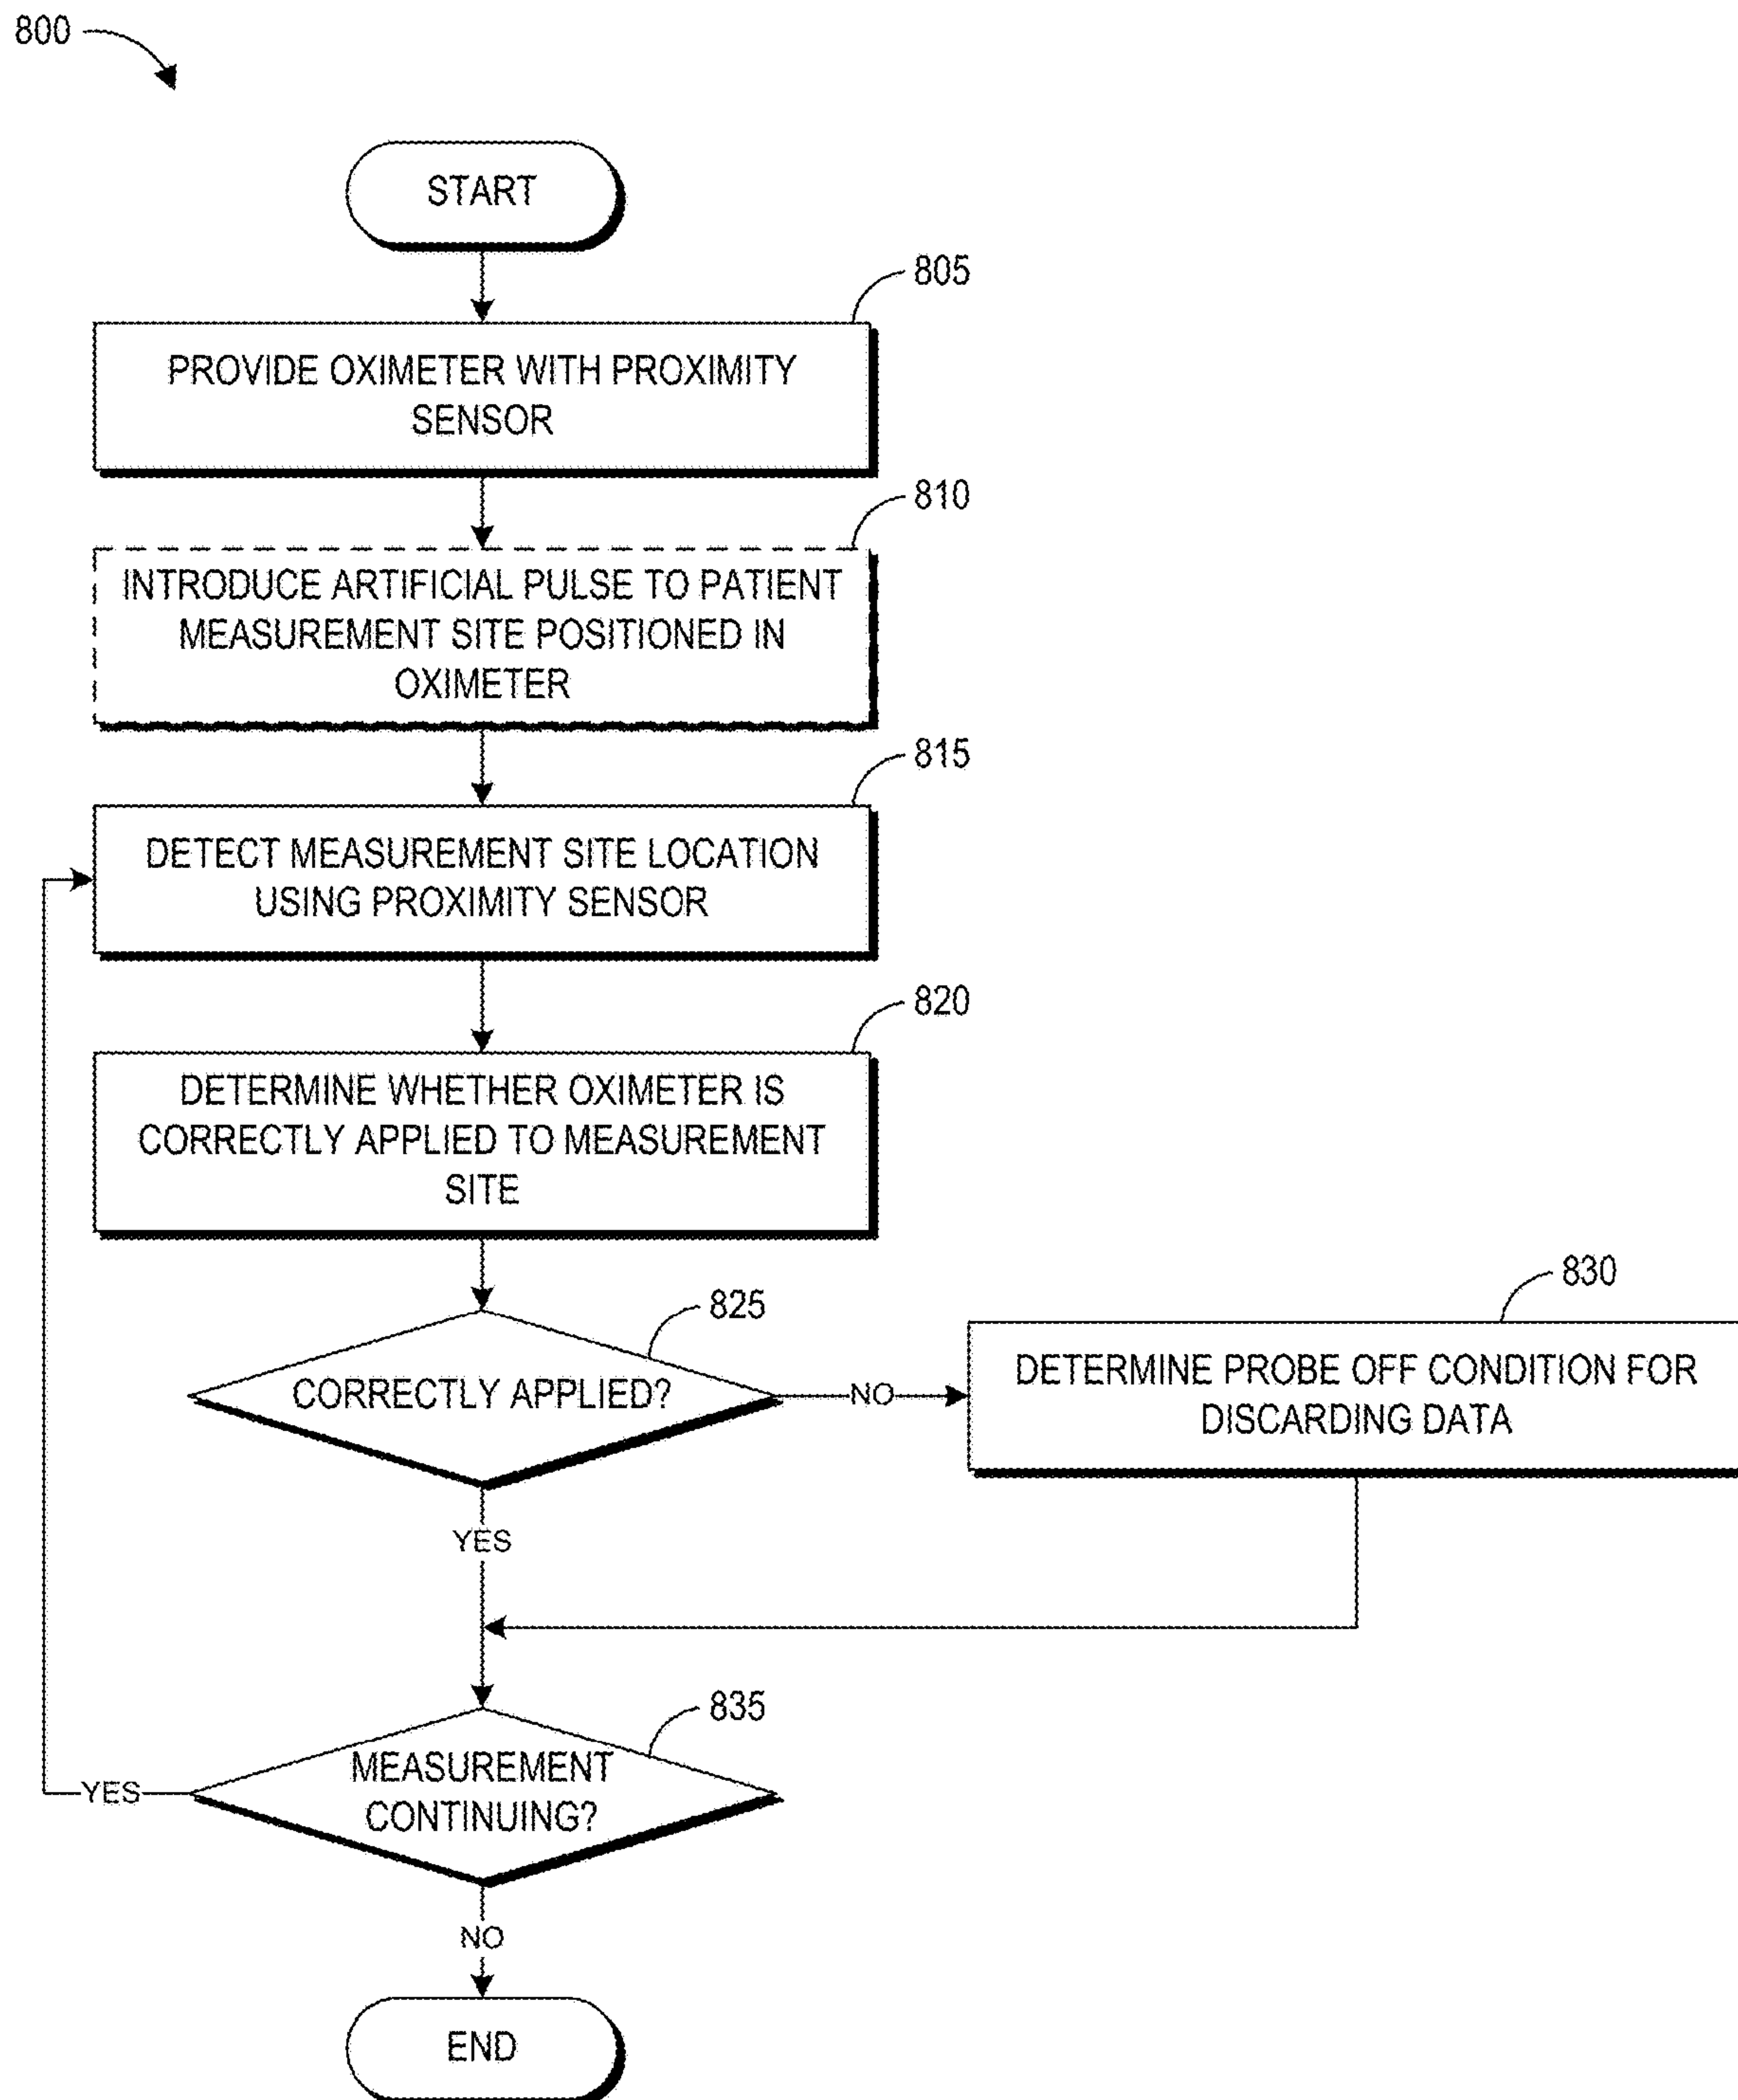 800
START
805
PROVIDE OXIMETER WITH PROXIMITY
SENSOR
810
INTRODUCE ARTIFICIAL PULSE TO PATIENT
MEASUREMENT SITE POSITIONED IN
OXIMETER
815
DETECT MEASUREMENT SITE LOCATION
USING PROXIMITY SENSOR
820
DETERMINE WHETHER OXIMETER IS
CORRECTLY APPLIED TO MEASUREMENT
SITE
825
CORRECTLY APPLIED?
NO
830
DETERMINE PROBE OFF CONDITION FOR
DISCARDING DATA
YES
835
MEASUREMENT
CONTINUING?
YES
NO
END